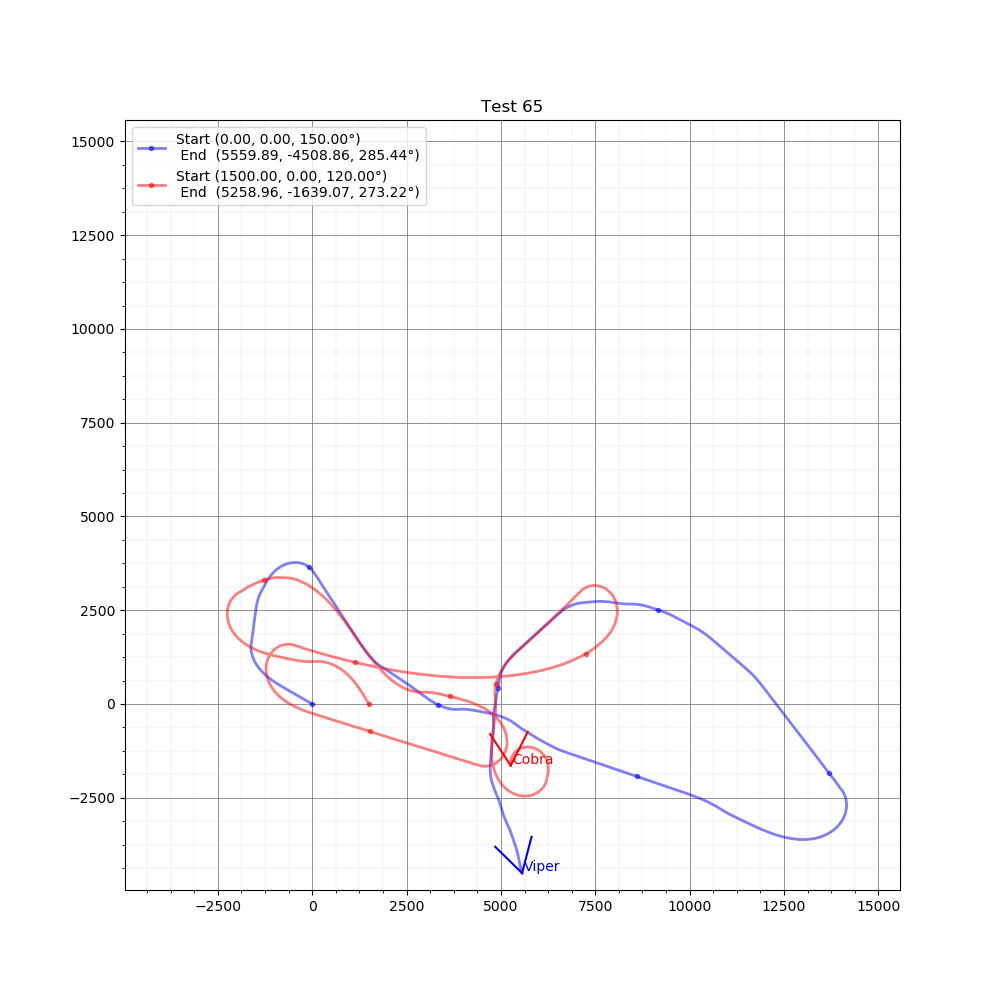 Test 65
Start (0.00, 0.00, 150.00°)
End (5559.89, -4508.86, 285.44°)
Start (1500.00, 0.00, 120.00°)
End (5258.96, -1639.07, 273.22°)
15000
12500
10000
7500
5000
2500
0
−2500
Cobra
Viper
−2500 0 2500 5000 7500 10000 12500 15000